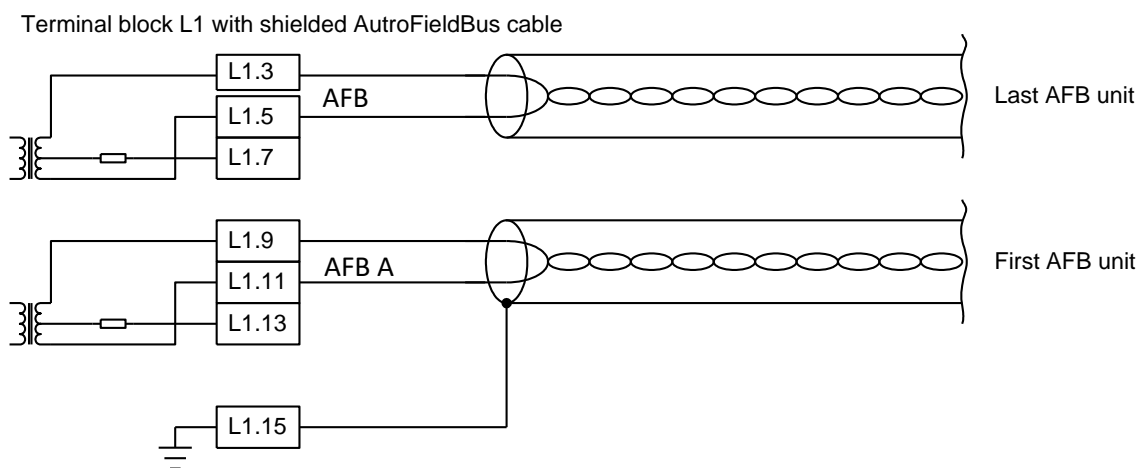 Terminal block L1 with shielded AutroFieldBus cable
L1.3
AFB
L1.5
Last AFB unit
L1.7
L1.9
AFB A
L1.11
First AFB unit
L1.13
L1.15